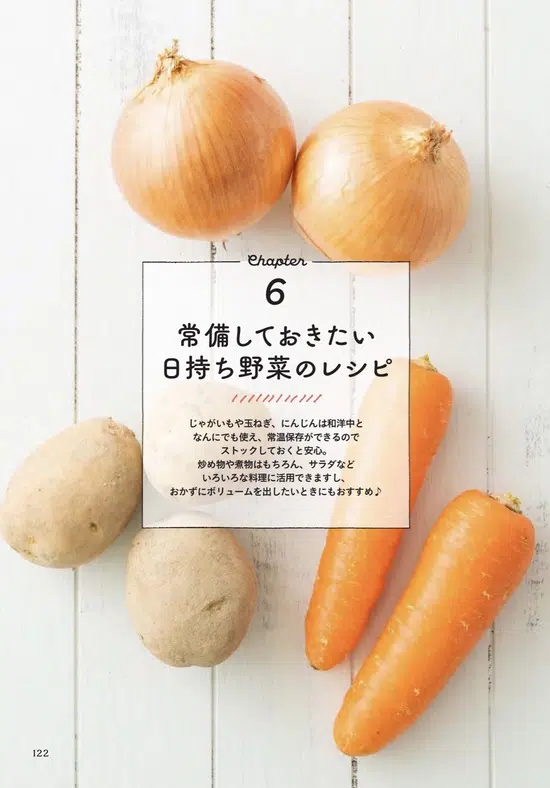 Chapter
6
常備しておきたい
日持ち野菜のレシピ
じゃがいもや玉ねぎ、にんじんは和洋中と
なんにでも使え、常温保存ができるので
ストックしておくと安心。
炒め物や煮物はもちろん、サラダなど
いろいろな料理に活用できますし、
おかずにボリュームを出したいときにもおすすめ♪
122